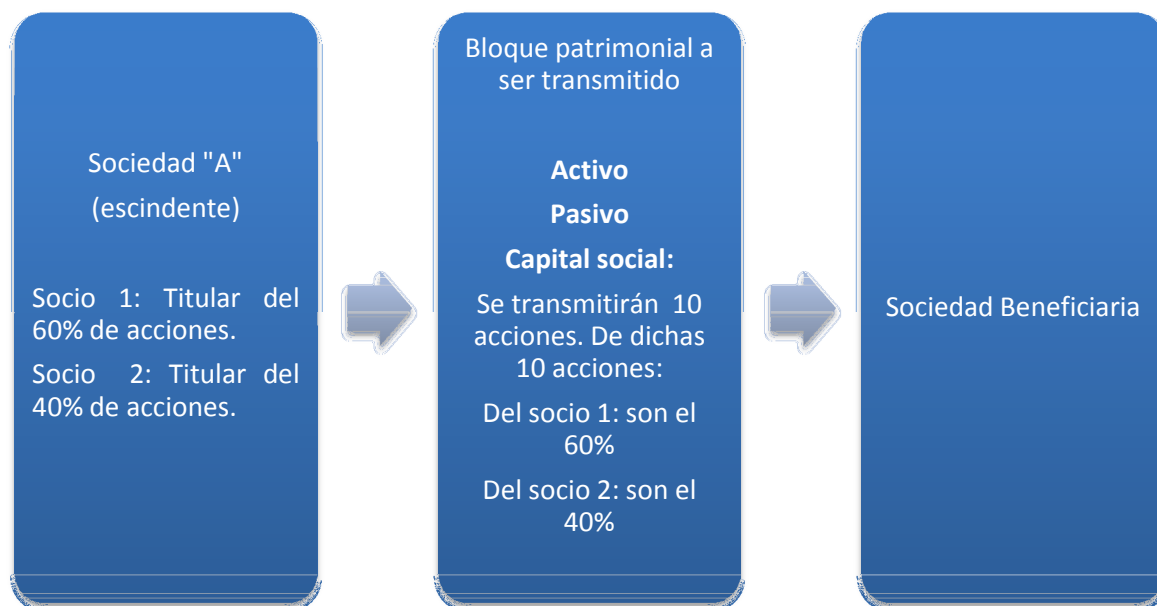 Sociedad "A"
(escindente)
Socio 1: Titular del
60% de acciones.
Socio 2: Titular del
40% de acciones.
Bloque patrimonial a
ser transmitido
Activo
Pasivo
Capital social:
Se transmitirán 10
acciones. De dichas
10 acciones:
Del socio 1: son el
60%
Del socio 2: son el
40%
Sociedad Beneficiaria